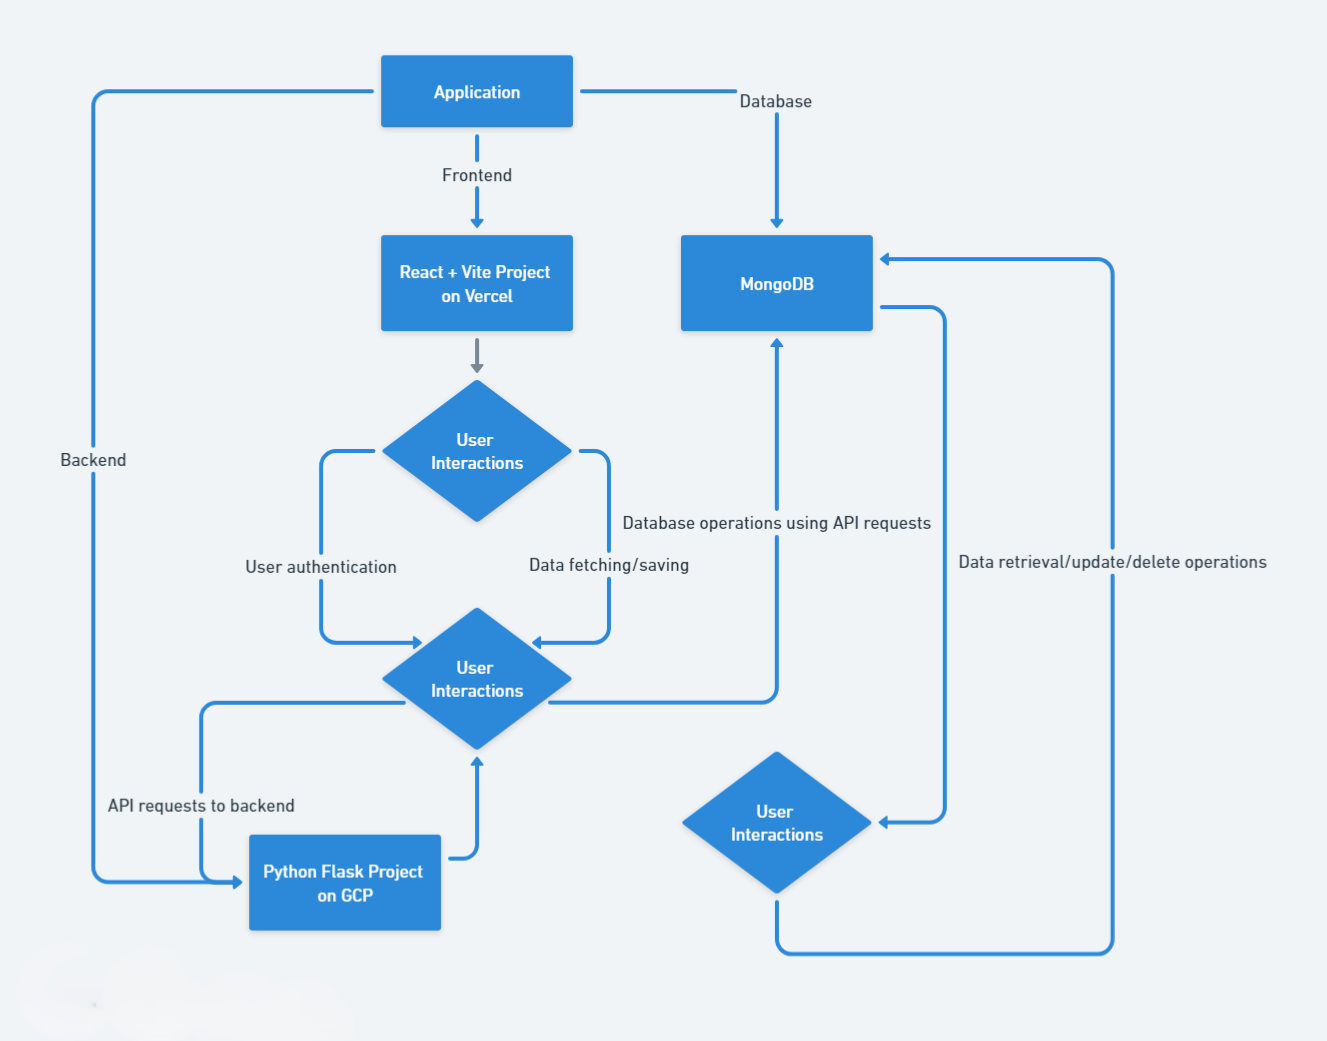 Application
Database
Frontend
React + Vite Project
on Vercel
MongoDB
User
Interactions
Backend
Database operations using API requests
User authentication
Data fetching/saving
Data retrieval/update/delete operations
User
Interactions
API requests to backend
User
Interactions
Python Flask Project
on GCP